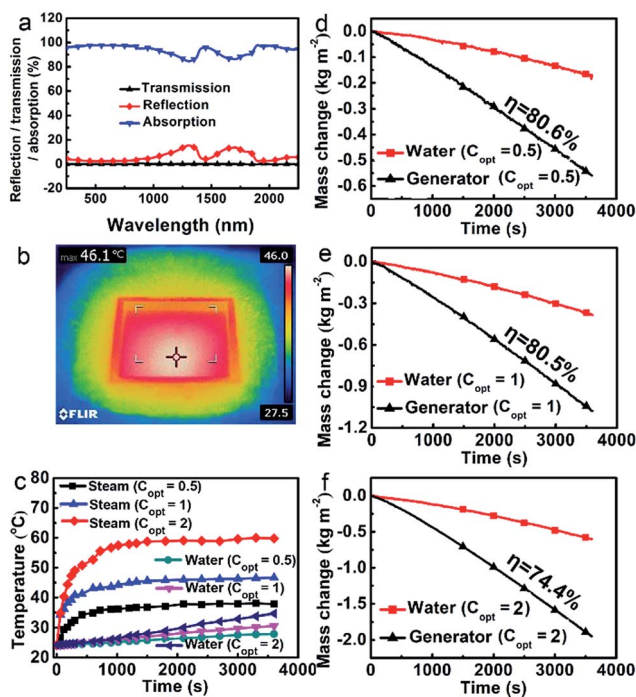 a
Reflection / transmission
/ absorption (%)
120
100
80
60
40
20
0
-20
Transmission
Reflection
Absorption
500
1000
1500
2000
Wavelength (nm)
b
max 46.1 °C
46.0
27.5
FLIR
c
Temperature (°C)
80
70
60
50
40
30
20
Steam (Copt = 0.5)
Steam (Copt = 1)
Steam (Copt = 2)
Water (Copt = 0.5)
Water (Copt = 1)
Water (Copt = 2)
0
1000
2000
3000
4000
Time (s)
d
Mass change (kg m-2)
0.0
-0.1
-0.2
-0.3
-0.4
-0.5
-0.6
η=80.6%
Water (Copt =0.5)
Generator (Copt =0.5)
0
1000
2000
3000
4000
Time (s)
e
Mass change (kg m-2)
0.0
-0.3
-0.6
-0.9
-1.2
η=80.5%
Water (Copt =1)
Generator (Copt =1)
0
1000
2000
3000
4000
Time (s)
f
Mass change (kg m-2)
0.0
-0.5
-1.0
-1.5
-2.0
η=74.4%
Water (Copt =2)
Generator (Copt =2)
0
1000
2000
3000
4000
Time (s)